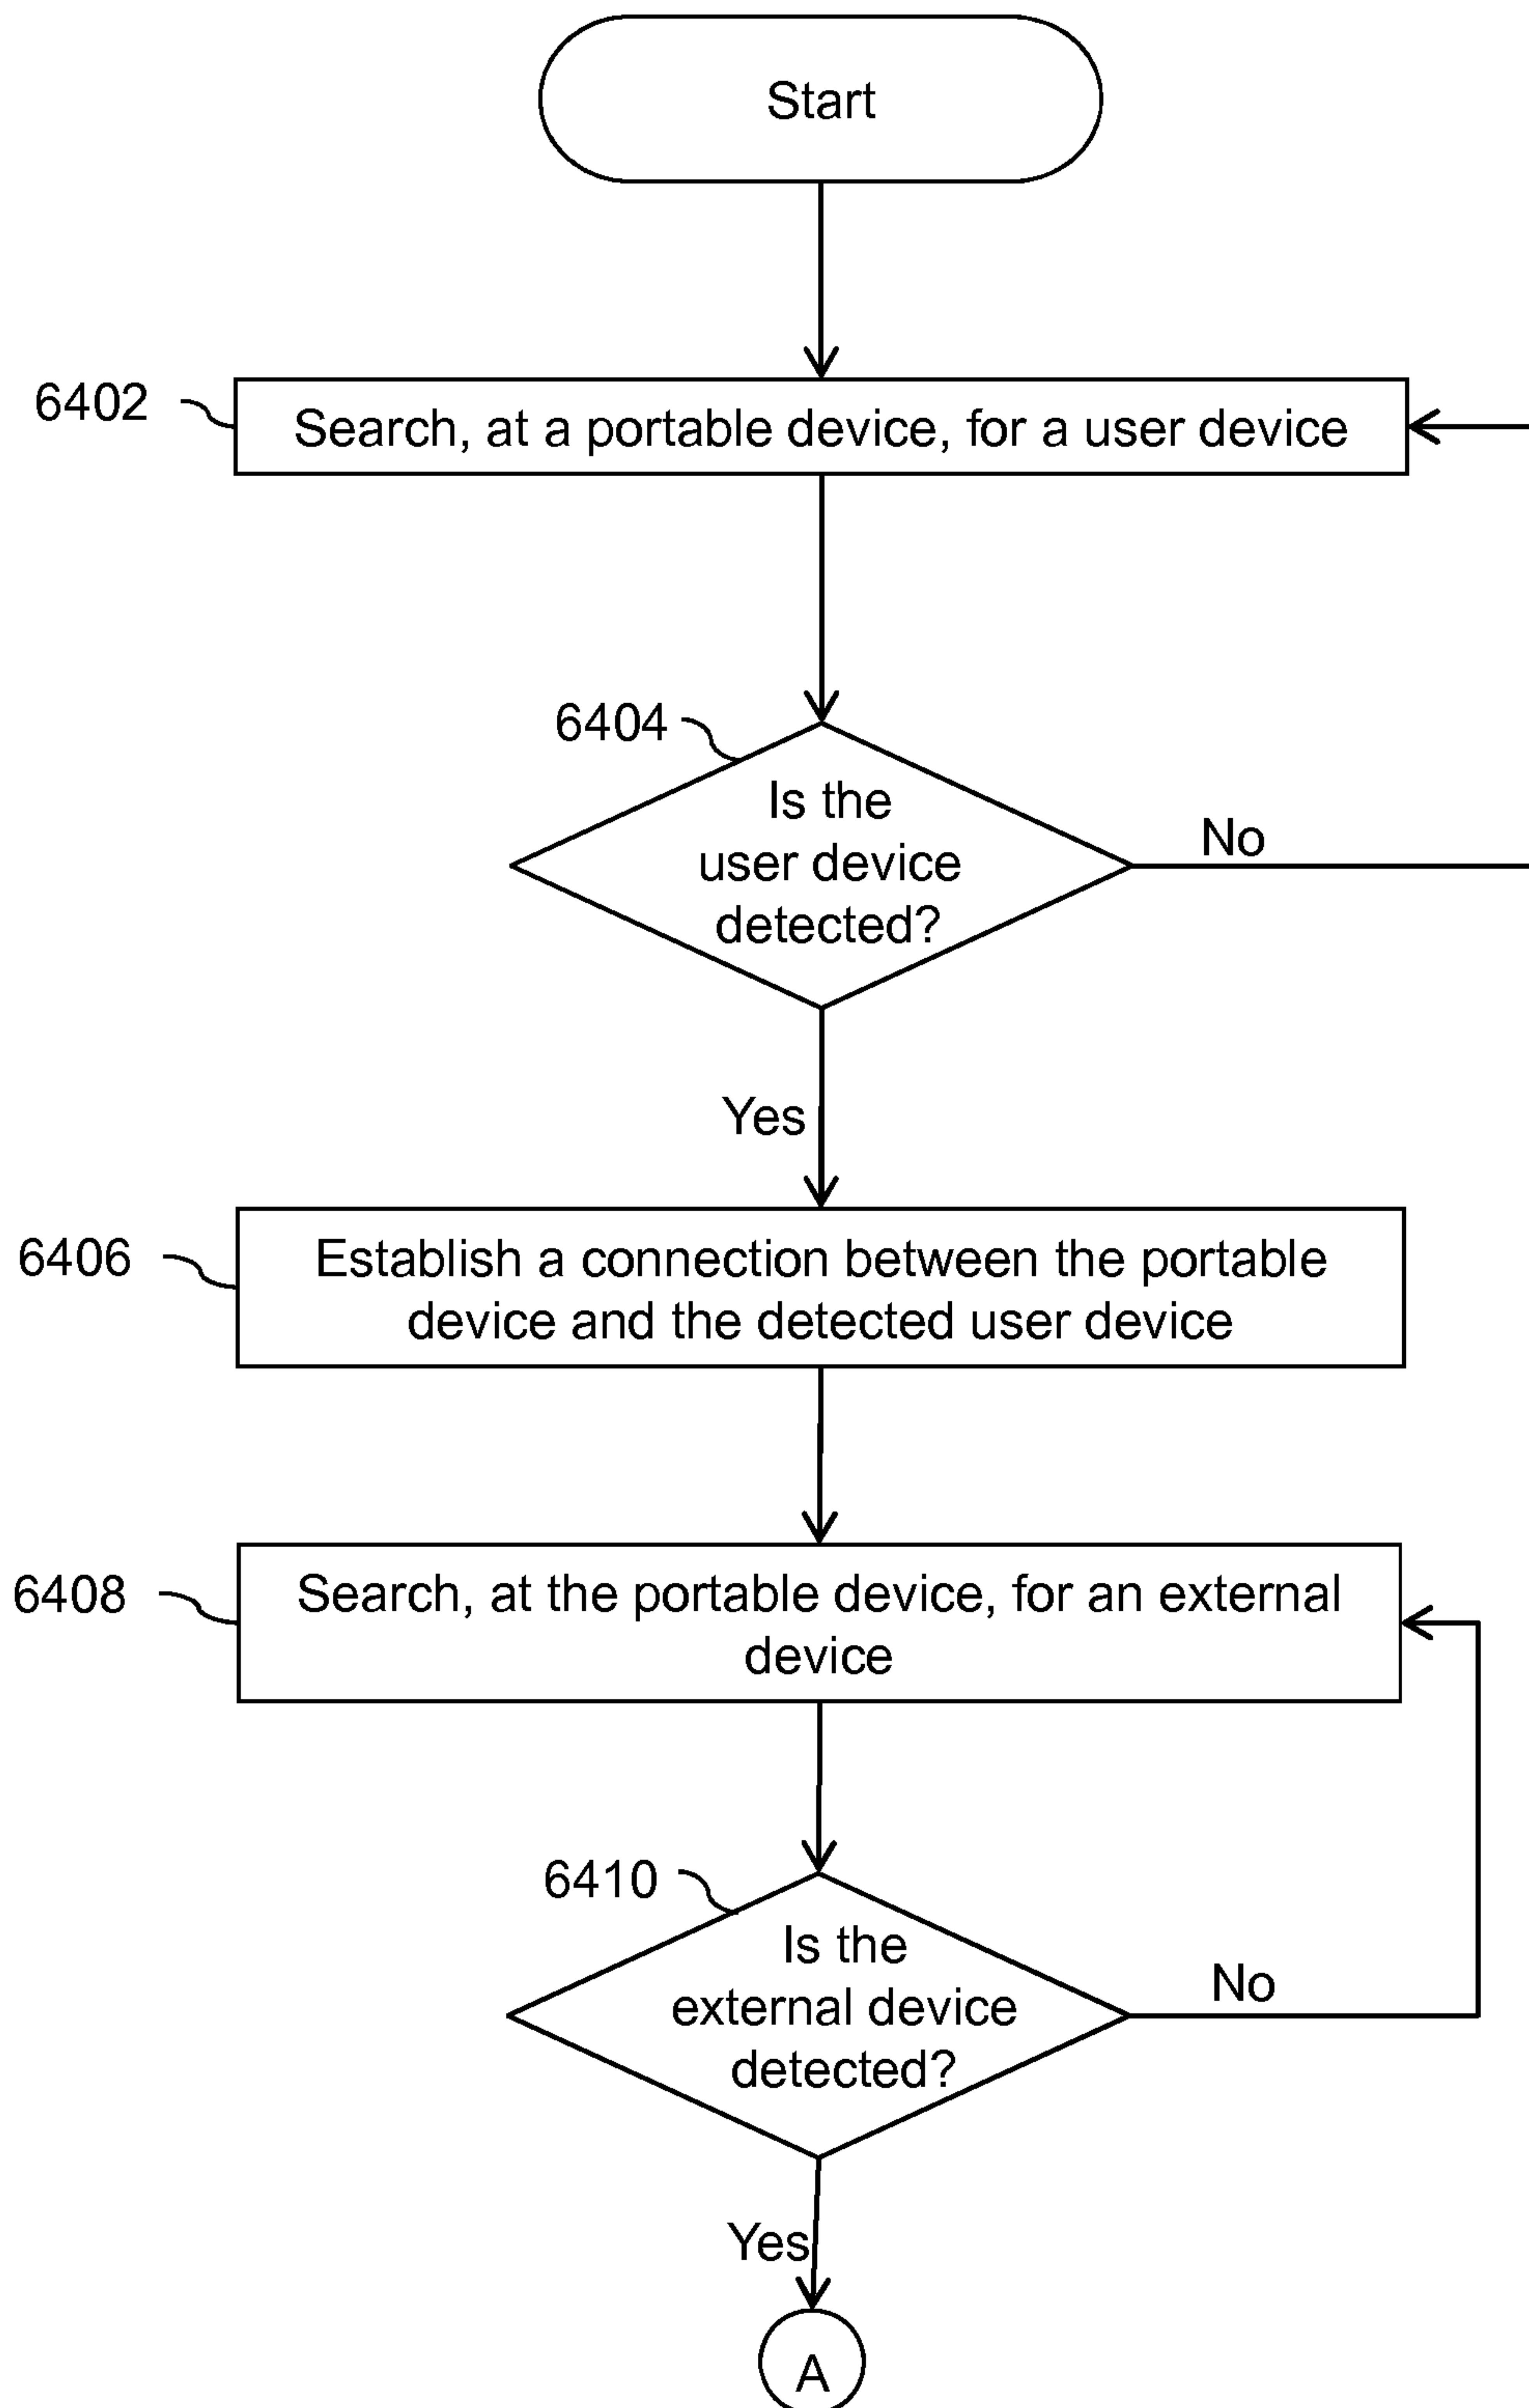 Start
6402
Search, at a portable device, for a user device
6404
Is the
user device
detected?
No
Yes
6406
Establish a connection between the portable
device and the detected user device
6408
Search, at the portable device, for an external
device
6410
Is the
external device
detected?
No
Yes
A